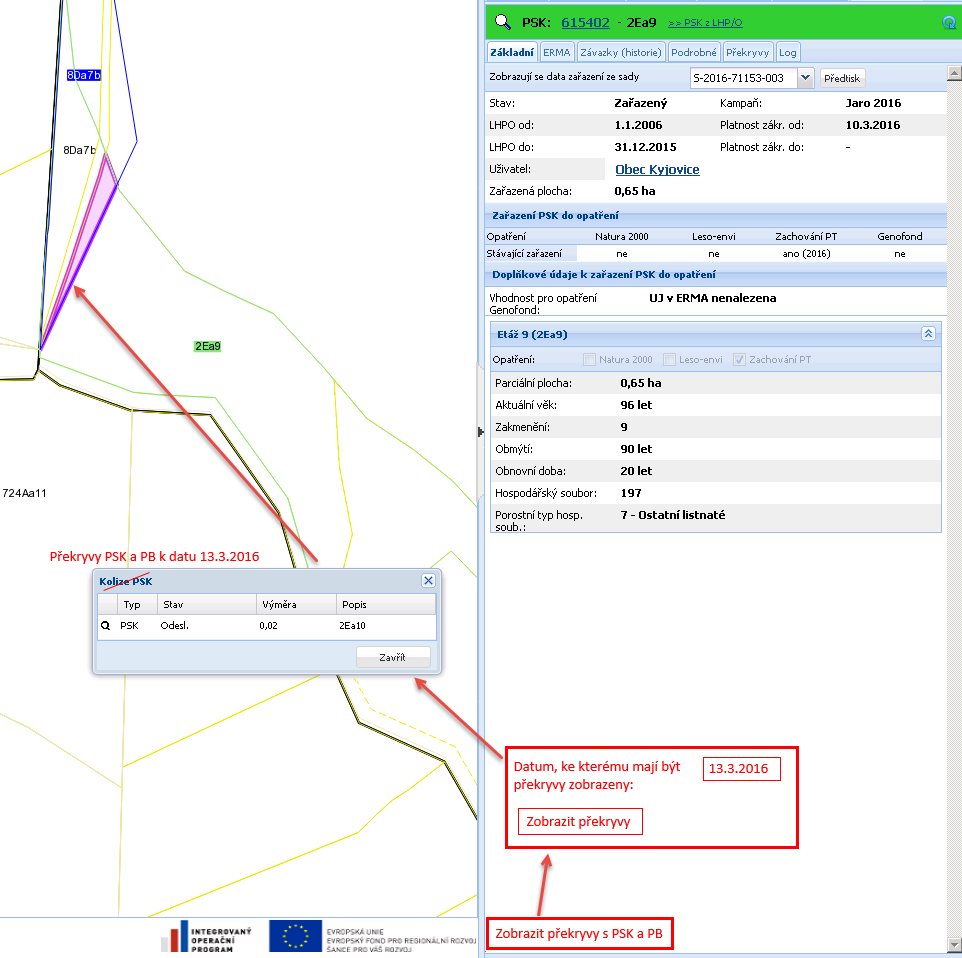 8Da7b
8Da7b
2Ea9
724Aa11
Překryvy PSK a PB k datu 13.3.2016
Kolize PSK
Typ Stav Výměra Popis
PSK Odesl. 0,02 2Ea10
Zavřít
INTEGROVANÝ
OPERAČNÍ
PROGRAM
EVROPSKÁ UNIE
EVROPSKÝ FOND PRO REGIONÁLNÍ ROZVOJ
ŠANCE PRO VÁŠ ROZVOJ
PSK: 615402 - 2Ea9 >> PSK z LHP/O
Základní ERMA Závazky (historie) Podrobné Překryvy Log
Zobrazují se data zařazení ze sady S-2016-71153-003 Předtisk
Stav: Zařazený Kampaň: Jaro 2016
LHPO od: 1.1.2006 Platnost zákr. od: 10.3.2016
LHPO do: 31.12.2015 Platnost zákr. do: -
Uživatel: Obec Kyjovice
Zařazená plocha: 0,65 ha
Zařazení PSK do opatření
Opatření Natura 2000 Leso-envi Zachování PT Genofond
Stávající zařazení ne ne ano (2016) ne
Doplňkové údaje k zařazení PSK do opatření
Vhodnost pro opatření UJ v ERMA nenalezena
Genofond:
Etáž 9 (2Ea9)
Opatření: Natura 2000 Leso-envi Zachování PT
Parciální plocha: 0,65 ha
Aktuální věk: 96 let
Zakmenění: 9
Obmýtí: 90 let
Obnovní doba: 20 let
Hospodářský soubor: 197
Porostní typ hosp. 7 - Ostatní listnaté
soub.:
Datum, ke kterému mají být 13.3.2016
překryvy zobrazeny:
Zobrazit překryvy
Zobrazit překryvy s PSK a PB